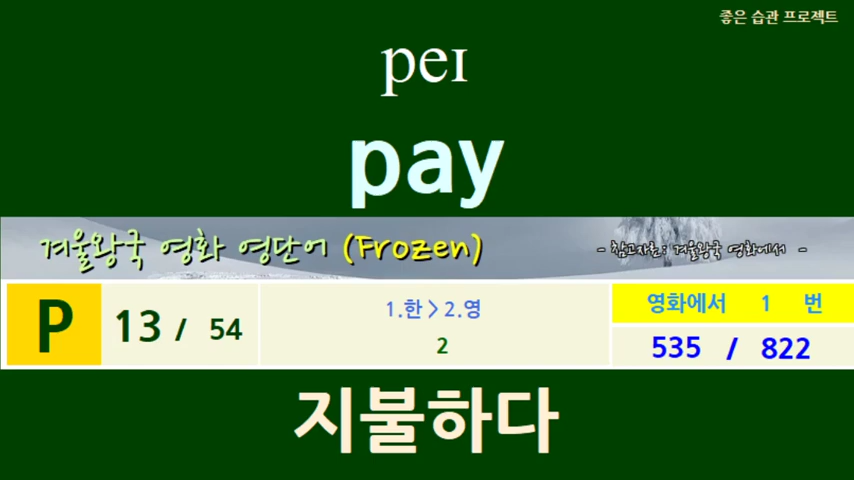 좋은 습관 프로젝트
peɪ
pay
겨울왕국 영화 영단어 (Frozen)
- 참고자료: 겨울왕국 영화에서 -
P
13 / 54
1.한 > 2.영
2
영화에서 1 번
535 / 822
지불하다